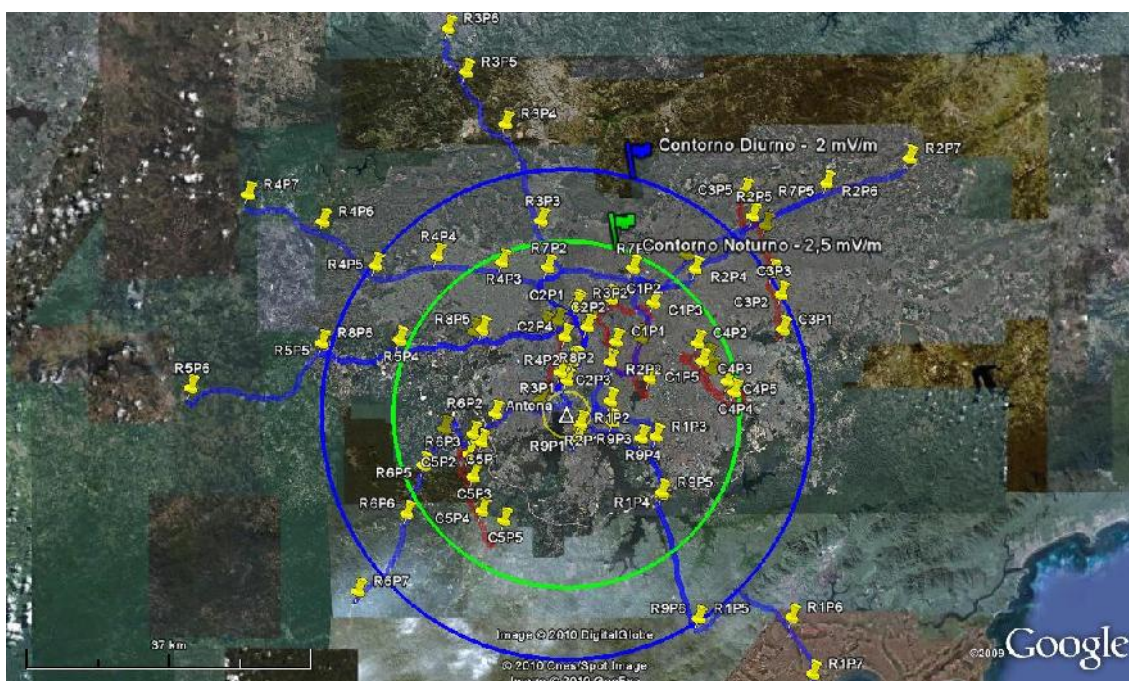 R3P6
R3P5
R3P4
Contorno Diurno - 2 mV/m
R2P7
C3P5
R7P5
R2P5
R2P6
R4P7
R4P6
R3P3
Contorno Noturno - 2,5 mV/m
R4P4
R7P2
R4P5
R4P3
R2P4
C3P3
C2P1
R3P2
C1P2
C3P2
C2P2
C1P3
R8P6
R8P5
C2P4
C1P1
C4P2
C3P1
R5P5
R5P4
R4P2
R8P2
R5P6
R2P2
C4P3
C2P3
C1P5
C4P5
R3P1
C4P4
R6P2
Antena
R1P2
R6P3
R9P1
R9P3
R1P3
C5P2
R9P4
R6P5
C5P3
R9P5
R6P6
R1P4
C5P4
C5P5
R6P7
R9P6
R1P5
R1P6
37 km
Image © 2010 DigitalGlobe
© 2010 Cnes/Spot Image
©2009 Google
R1P7